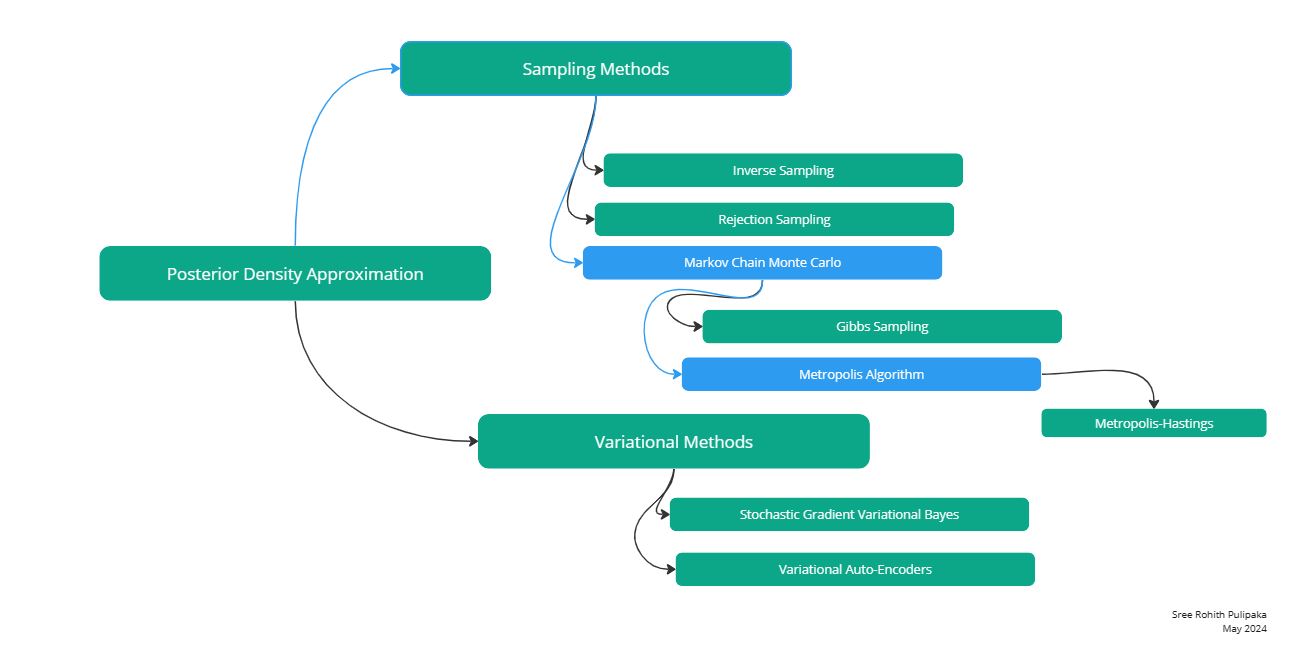 Sampling Methods
Inverse Sampling
Rejection Sampling
Posterior Density Approximation
Markov Chain Monte Carlo
Gibbs Sampling
Metropolis Algorithm
Metropolis-Hastings
Variational Methods
Stochastic Gradient Variational Bayes
Variational Auto-Encoders
Sree Rohith Pulipaka
May 2024